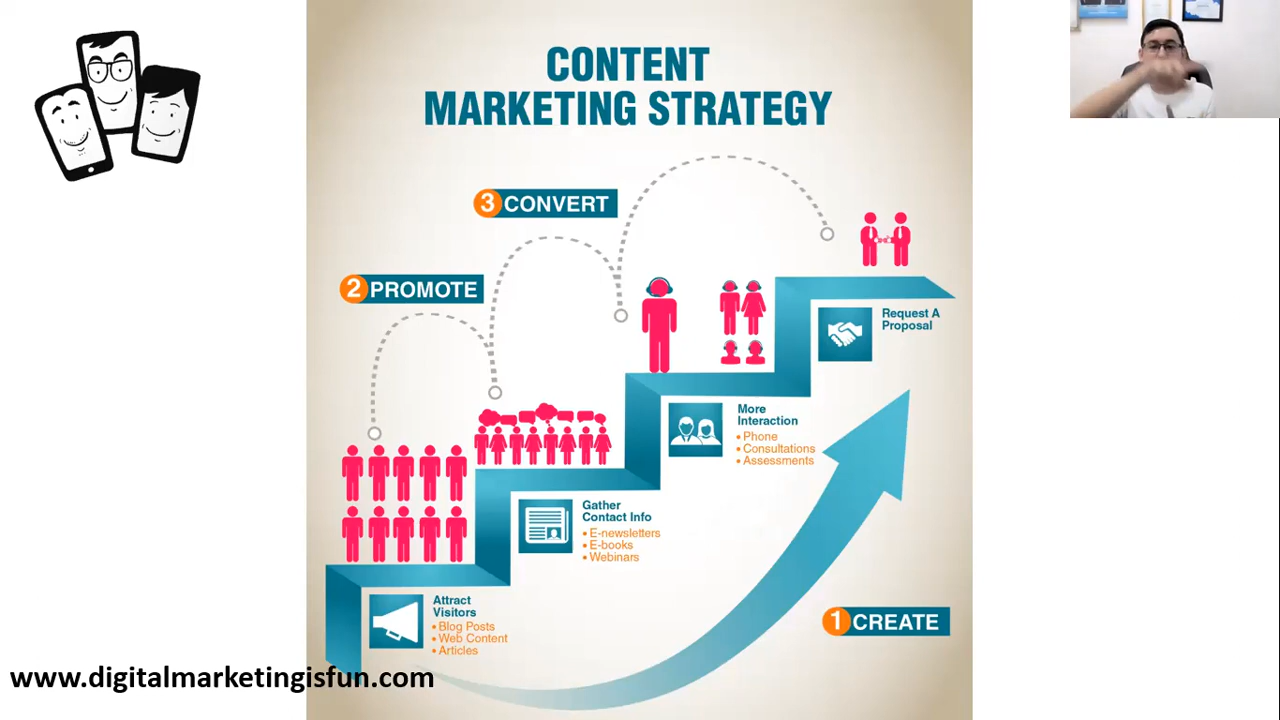 CONTENT
MARKETING STRATEGY
3 CONVERT
2 PROMOTE
Request A
Proposal
More
Interaction
• Phone
• Consultations
• Assessments
Gather
Contact Info
• E-newsletters
• E-books
• Webinars
Attract
Visitors
• Blog Posts
• Web Content
• Articles
1 CREATE
www.digitalmarketingisfun.com